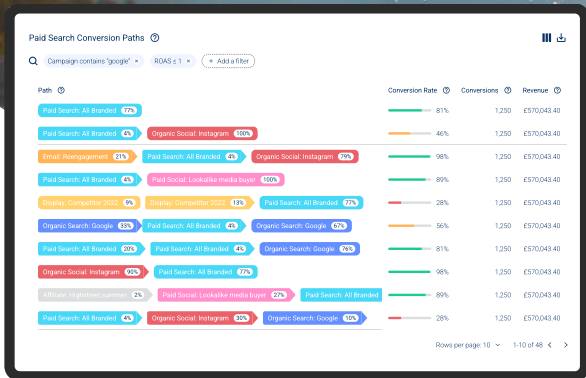 Paid Search Conversion Paths
Campaign contains "google" × ROAS ≤ 1 × + Add a filter
Path Conversion Rate Conversions Revenue
Paid Search: All Branded 77% 81% 1,250 £570,043.40
Paid Search: All Branded 4% Organic Social: Instagram 100% 46% 1,250 £570,043.40
Email: Reengagement 21% Paid Search: All Branded 4% Organic Social: Instagram 79% 98% 1,250 £570,043.40
Paid Search: All Branded 4% Paid Social: Lookalike media buyer 100% 89% 1,250 £570,043.40
Display: Competitor 2022 9% Display: Competitor 2022 13% Paid Search: All Branded 77% 28% 1,250 £570,043.40
Organic Search: Google 33% Paid Search: All Branded 4% Organic Search: Google 67% 56% 1,250 £570,043.40
Paid Search: All Branded 20% Paid Search: All Branded 4% Organic Search: Google 76% 81% 1,250 £570,043.40
Organic Social: Instagram 90% Paid Search: All Branded 77% 98% 1,250 £570,043.40
Affiliate: Highstreet summer 2% Paid Social: Lookalike media buyer 27% Paid Search: All Branded 89% 1,250 £570,043.40
Paid Search: All Branded 4% Organic Social: Instagram 30% Organic Search: Google 10% 28% 1,250 £570,043.40
Rows per page: 10 1-10 of 48